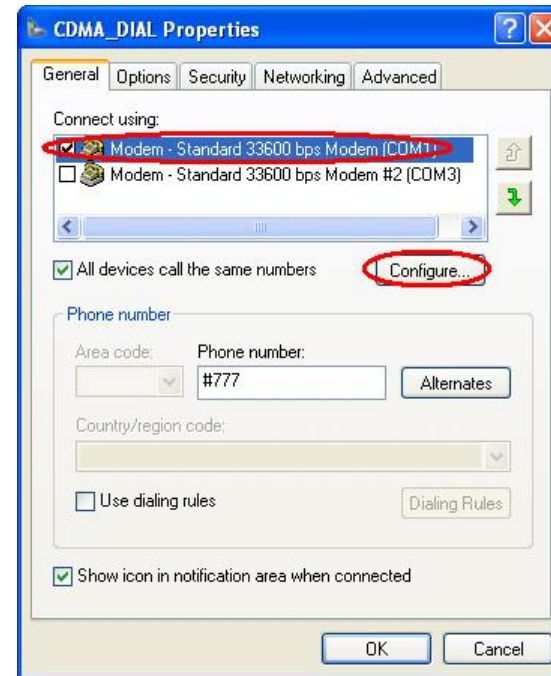 CDMA_DIAL Properties
General Options Security Networking Advanced
Connect using:
Modem - Standard 33600 bps Modem (COM1)
Modem - Standard 33600 bps Modem #2 (COM3)
All devices call the same numbers
Configure...
Phone number
Area code: Phone number:
#777
Alternates
Country/region code:
Use dialing rules
Dialing Rules
Show icon in notification area when connected
OK Cancel